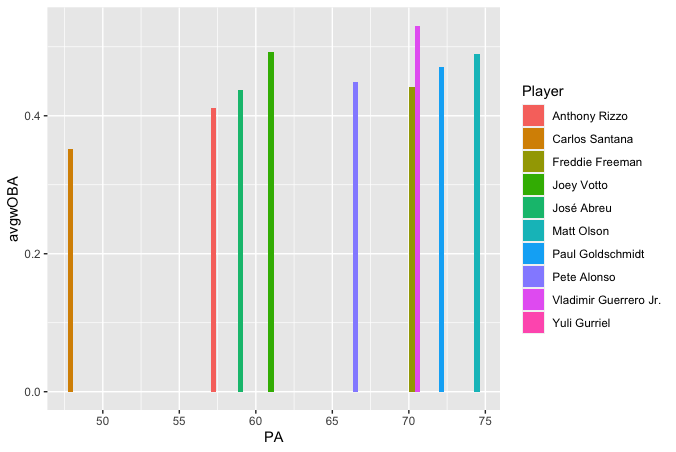 avgwOBA
0.4
0.2
0.0
50 55 60 65 70 75
PA
Player
Anthony Rizzo
Carlos Santana
Freddie Freeman
Joey Votto
José Abreu
Matt Olson
Paul Goldschmidt
Pete Alonso
Vladimir Guerrero Jr.
Yuli Gurriel